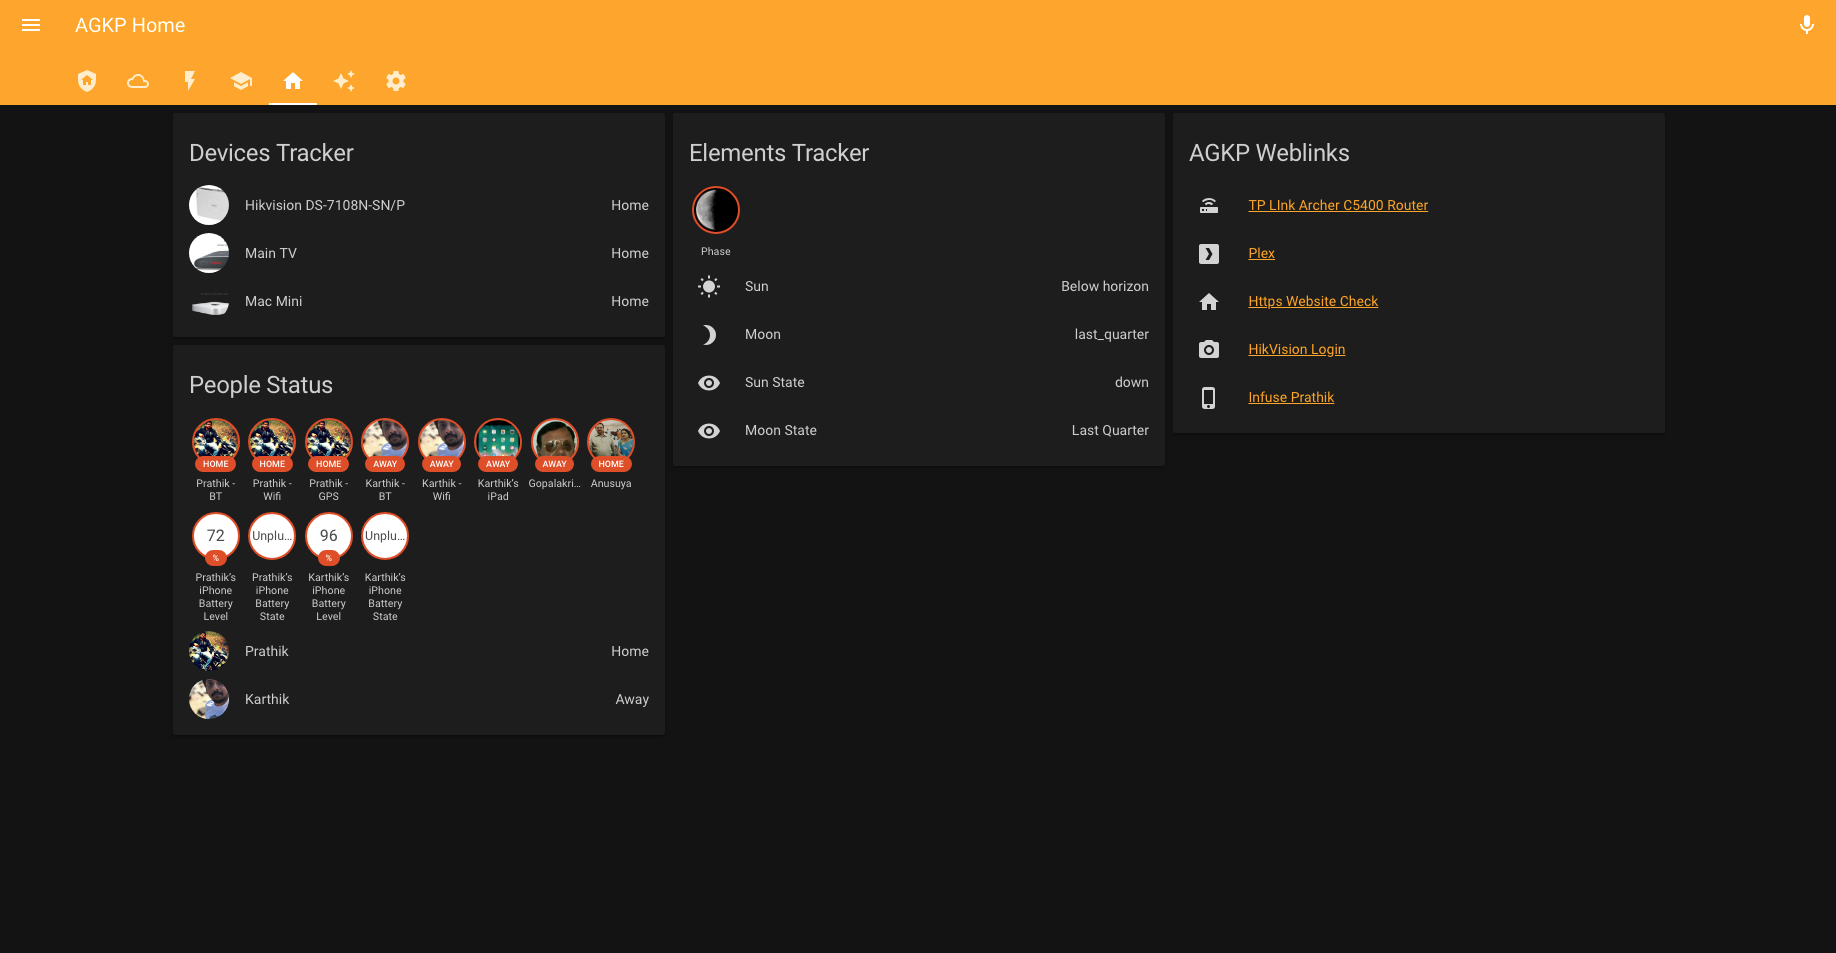 AGKP Home
Devices Tracker
Hikvision DS-7108N-SN/P Home
Main TV Home
Mac Mini Home
People Status
HOME HOME HOME AWAY AWAY AWAY AWAY HOME
Prathik - BT
Prathik - Wifi
Prathik - GPS
Karthik - BT
Karthik - Wifi
Karthik's iPad
Gopalakri...
Anusuya
72 Unplu... 96 Unplu...
% %
Prathik's iPhone Battery Level
Prathik's iPhone Battery State
Karthik's iPhone Battery Level
Karthik's iPhone Battery State
Prathik Home
Karthik Away
Elements Tracker
Phase
Sun Below horizon
Moon last_quarter
Sun State down
Moon State Last Quarter
AGKP Weblinks
TP LInk Archer C5400 Router
Plex
Https Website Check
HikVision Login
Infuse Prathik